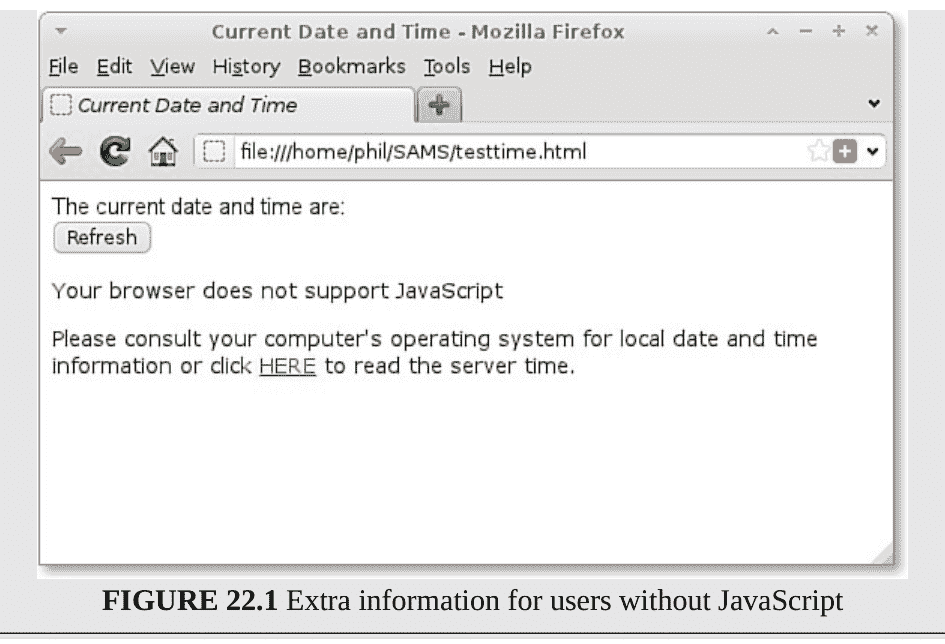 Current Date and Time - Mozilla Firefox
File Edit View History Bookmarks Tools Help
Current Date and Time
file:///home/phil/SAMS/testtime.html
The current date and time are:
Refresh
Your browser does not support JavaScript
Please consult your computer's operating system for local date and time
information or click HERE to read the server time.
FIGURE 22.1 Extra information for users without JavaScript